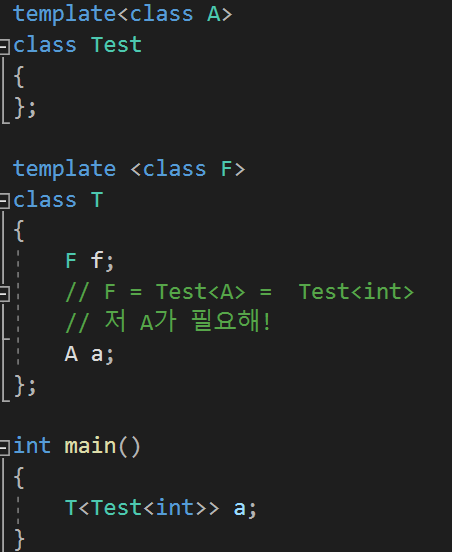 template<class A>
class Test
{
};
template <class F>
class T
{
F f;
// F = Test<A> =  Test<int>
// 저 A가 필요해!
A a;
};
int main()
{
T<Test<int>> a;
}